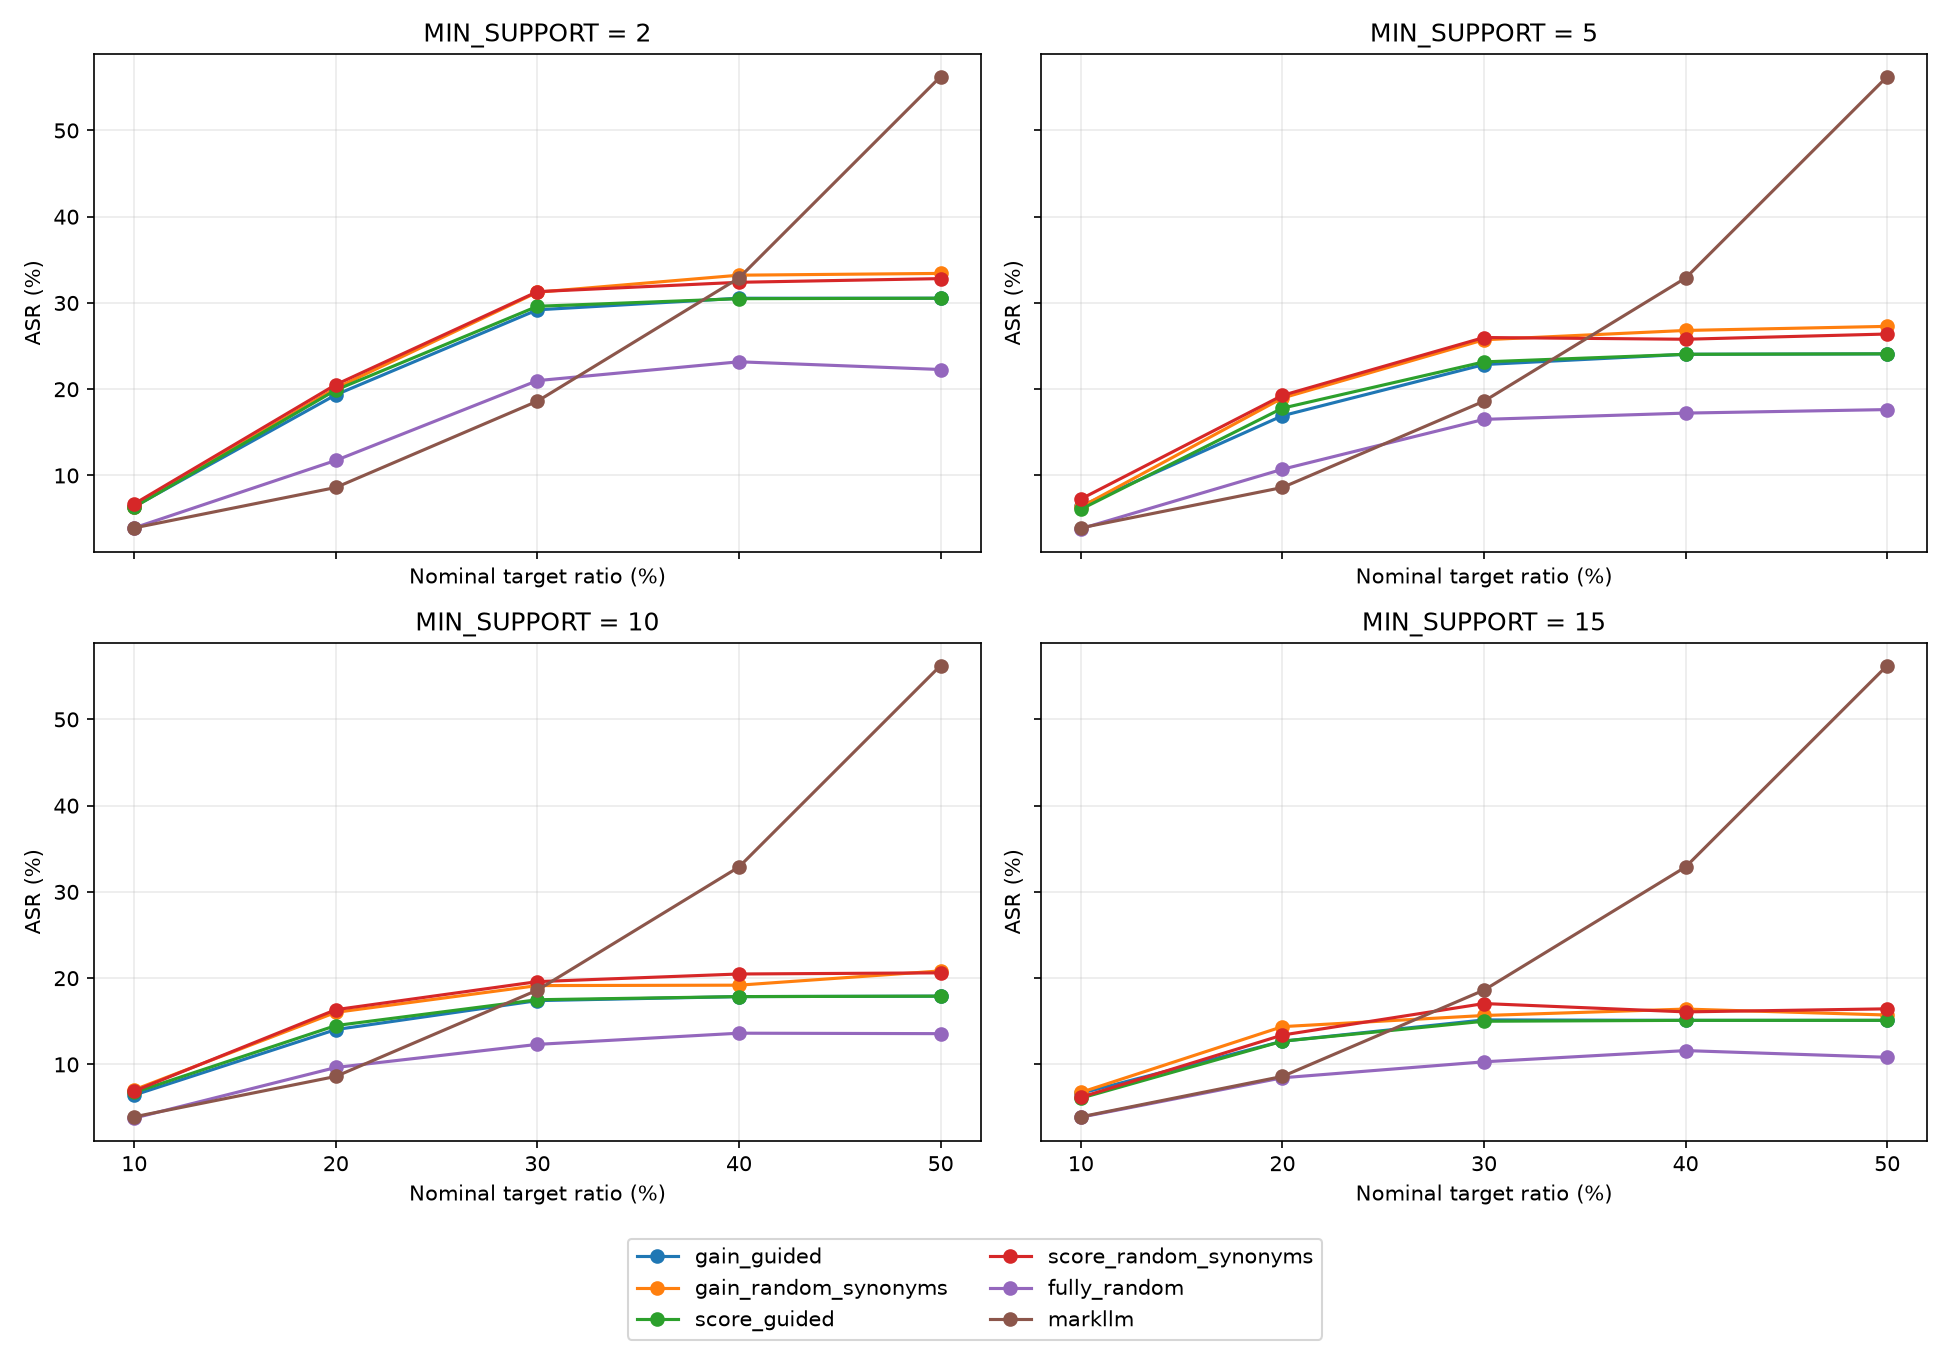 MIN_SUPPORT = 2
50
40
30
20
10
ASR (%)
Nominal target ratio (%)
MIN_SUPPORT = 5
ASR (%)
Nominal target ratio (%)
MIN_SUPPORT = 10
50
40
30
20
10
ASR (%)
10 20 30 40 50
Nominal target ratio (%)
MIN_SUPPORT = 15
ASR (%)
10 20 30 40 50
Nominal target ratio (%)
gain_guided
gain_random_synonyms
score_guided
score_random_synonyms
fully_random
markllm